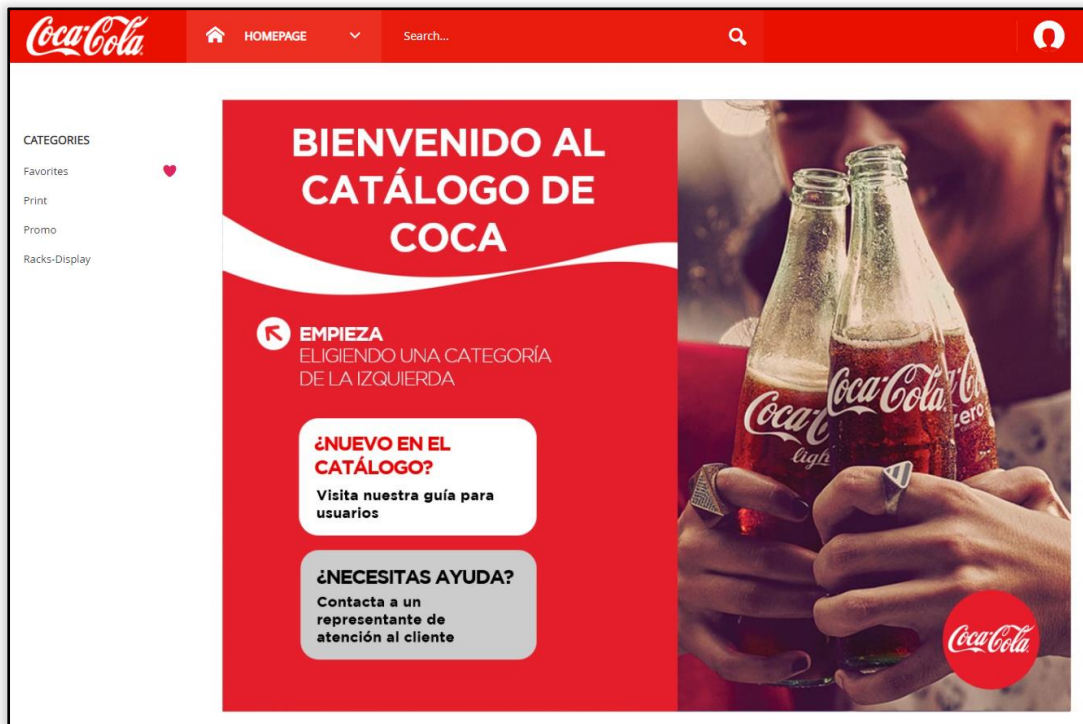 Coca-Cola
HOMEPAGE
Search...
CATEGORIES
Favorites
Print
Promo
Racks-Display
BIENVENIDO AL
CATÁLOGO DE
COCA
EMPIEZA
ELIGIENDO UNA CATEGORÍA
DE LA IZQUIERDA
¿NUEVO EN EL
CATÁLOGO?
Visita nuestra guía para
usuarios
¿NECESITAS AYUDA?
Contacta a un
representante de
atención al cliente
Coca-Cola
light
Coca-Cola
zero
Coca-Cola